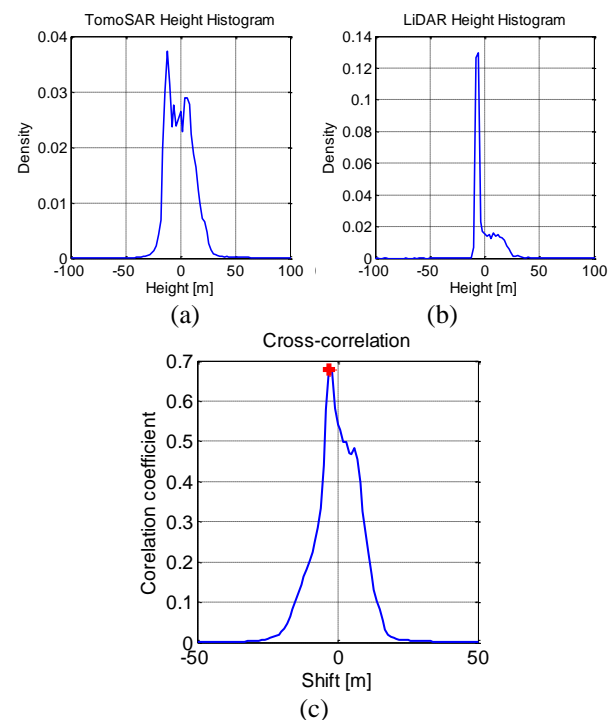 TomoSAR Height Histogram
0.04
0.03
0.02
0.01
0
Density
-100 -50 0 50 100
Height [m]
(a)
LiDAR Height Histogram
0.14
0.12
0.10
0.08
0.06
0.04
0.02
0
Density
-100 -50 0 50 100
Height [m]
(b)
Cross-correlation
0.7
0.6
0.5
0.4
0.3
0.2
0.1
0
Corelation coefficient
-50 0 50
Shift [m]
(c)